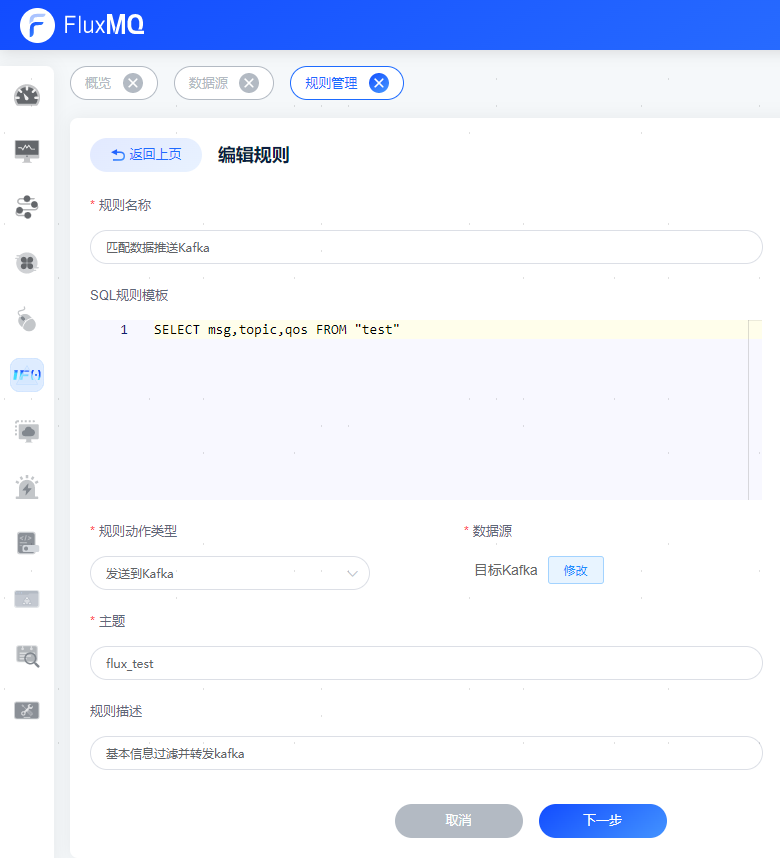 FluxMQ
概览
数据源
规则管理
返回上页
编辑规则
* 规则名称
匹配数据推送Kafka
SQL规则模板
1 SELECT msg,topic,qos FROM "test"
* 规则动作类型
* 数据源
发送到Kafka
目标Kafka
修改
* 主题
flux_test
规则描述
基本信息过滤并转发kafka
取消
下一步